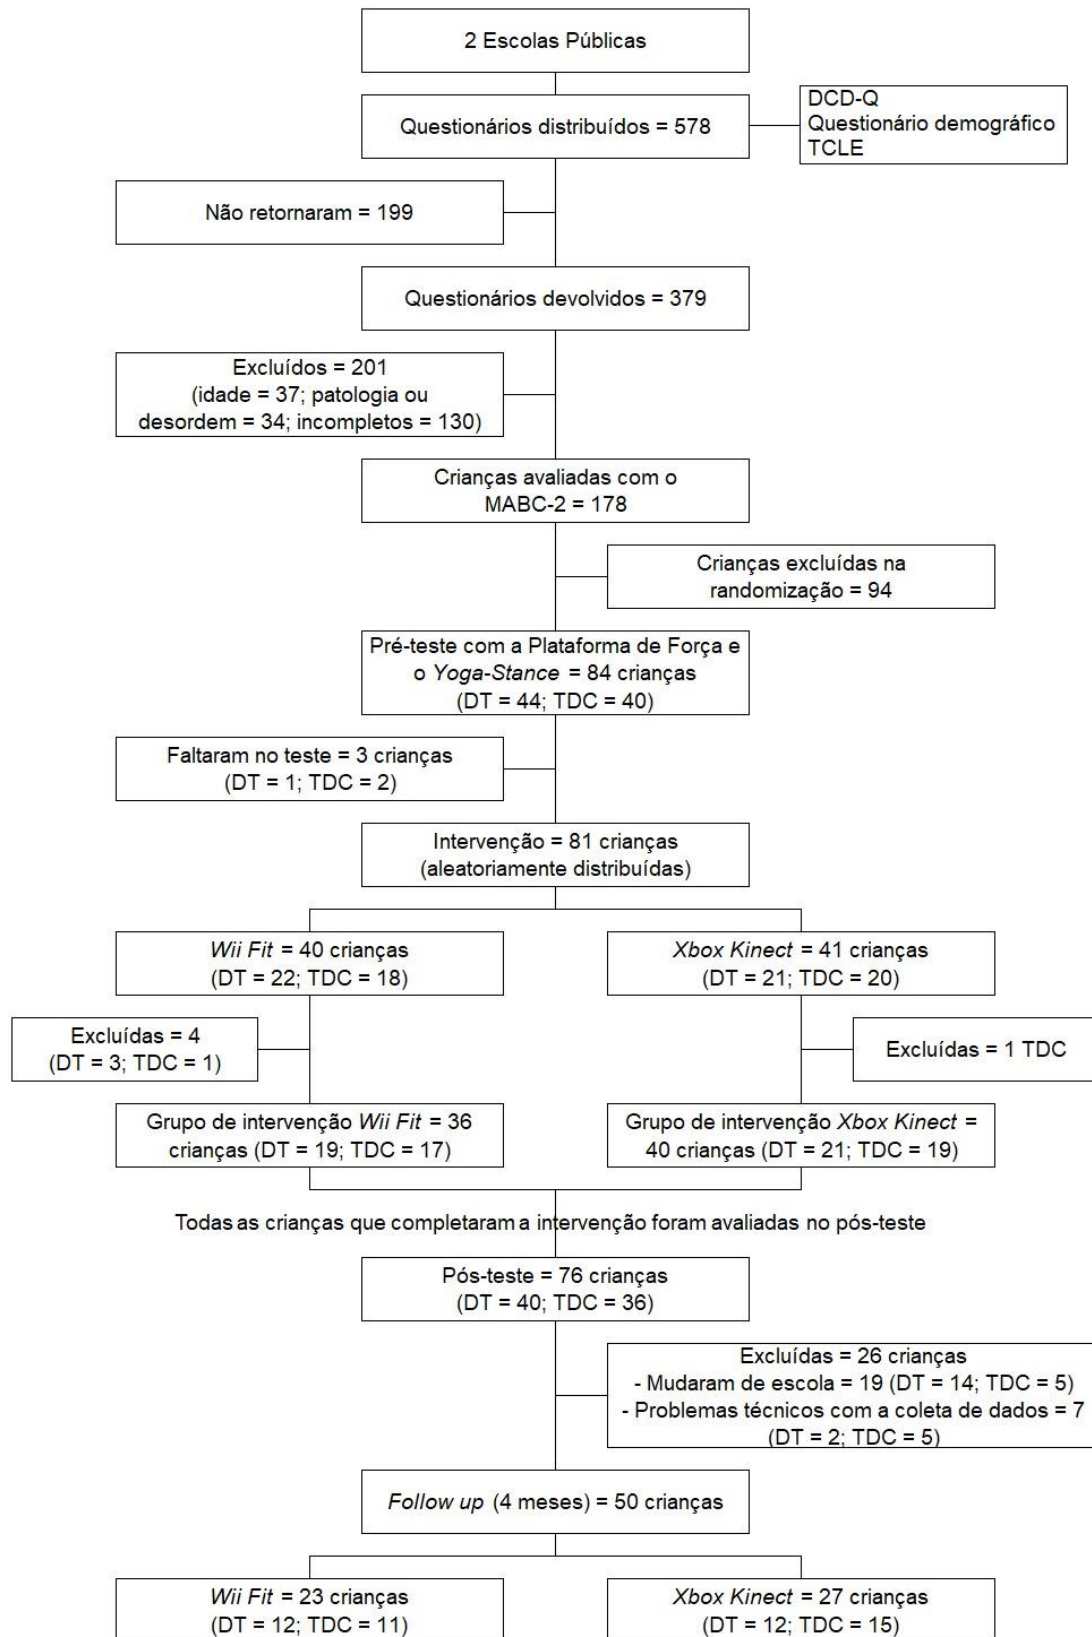 2 Escolas Públicas
Questionários distribuídos = 578
DCD-Q
Questionário demográfico
TCLE
Não retornaram = 199
Questionários devolvidos = 379
Excluídos = 201
(idade = 37; patologia ou
desordem = 34; incompletos = 130)
Crianças avaliadas com o
MABC-2 = 178
Crianças excluídas na
randomização = 94
Pré-teste com a Plataforma de Força e
o Yoga-Stance = 84 crianças
(DT = 44; TDC = 40)
Faltaram no teste = 3 crianças
(DT = 1; TDC = 2)
Intervenção = 81 crianças
(aleatoriamente distribuídas)
Wii Fit = 40 crianças
(DT = 22; TDC = 18)
Xbox Kinect = 41 crianças
(DT = 21; TDC = 20)
Excluídas = 4
(DT = 3; TDC = 1)
Excluídas = 1 TDC
Grupo de intervenção Wii Fit = 36
crianças (DT = 19; TDC = 17)
Grupo de intervenção Xbox Kinect =
40 crianças (DT = 21; TDC = 19)
Todas as crianças que completaram a intervenção foram avaliadas no pós-teste
Pós-teste = 76 crianças
(DT = 40; TDC = 36)
Excluídas = 26 crianças
- Mudaram de escola = 19 (DT = 14; TDC = 5)
- Problemas técnicos com a coleta de dados = 7
(DT = 2; TDC = 5)
Follow up (4 meses) = 50 crianças
Wii Fit = 23 crianças
(DT = 12; TDC = 11)
Xbox Kinect = 27 crianças
(DT = 12; TDC = 15)